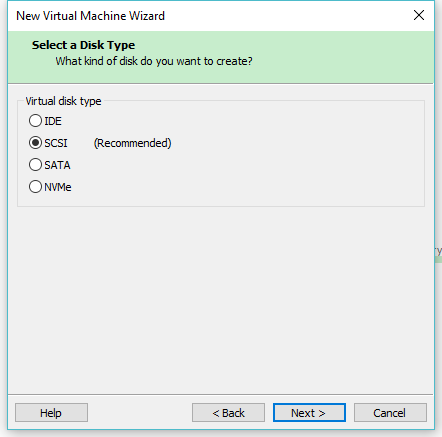 New Virtual Machine Wizard
Select a Disk Type
What kind of disk do you want to create?
Virtual disk type
IDE
SCSI (Recommended)
SATA
NVMe
ry
Help < Back Next > Cancel